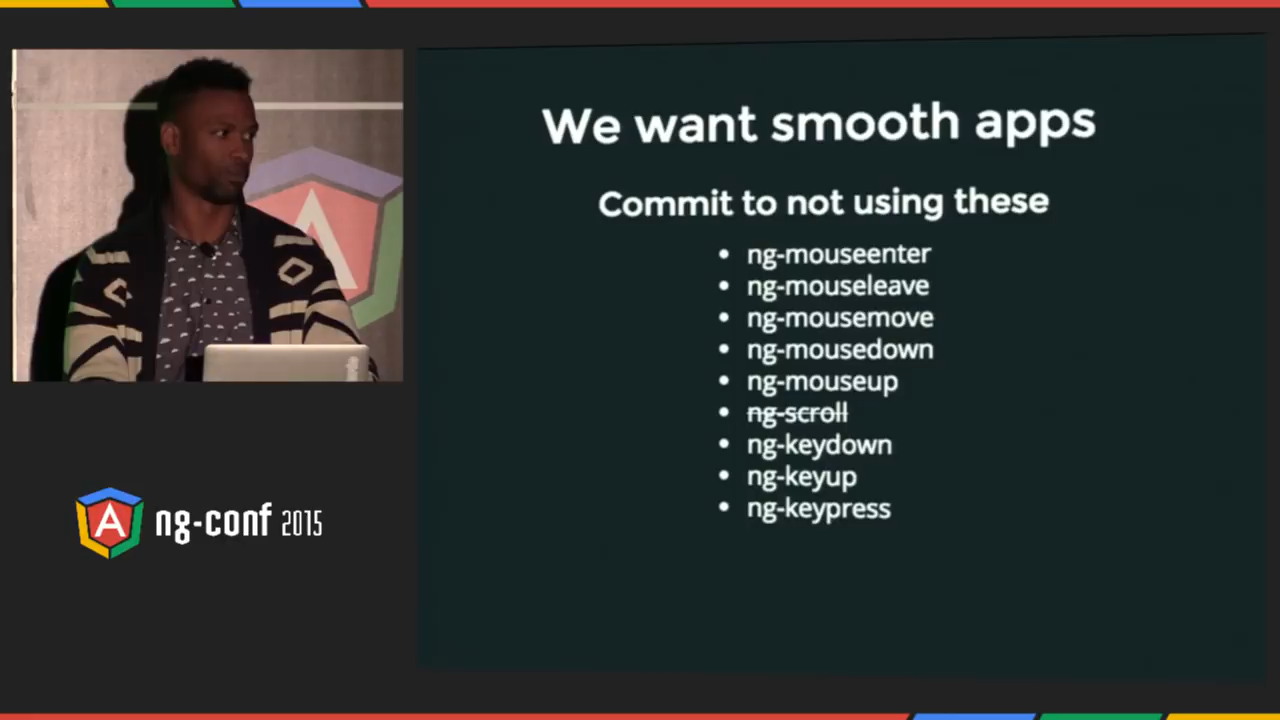 We want smooth apps
Commit to not using these
• ng-mouseenter
• ng-mouseleave
• ng-mousemove
• ng-mousedown
• ng-mouseup
• ng-scroll
• ng-keydown
• ng-keyup
• ng-keypress
A ng-conf 2015